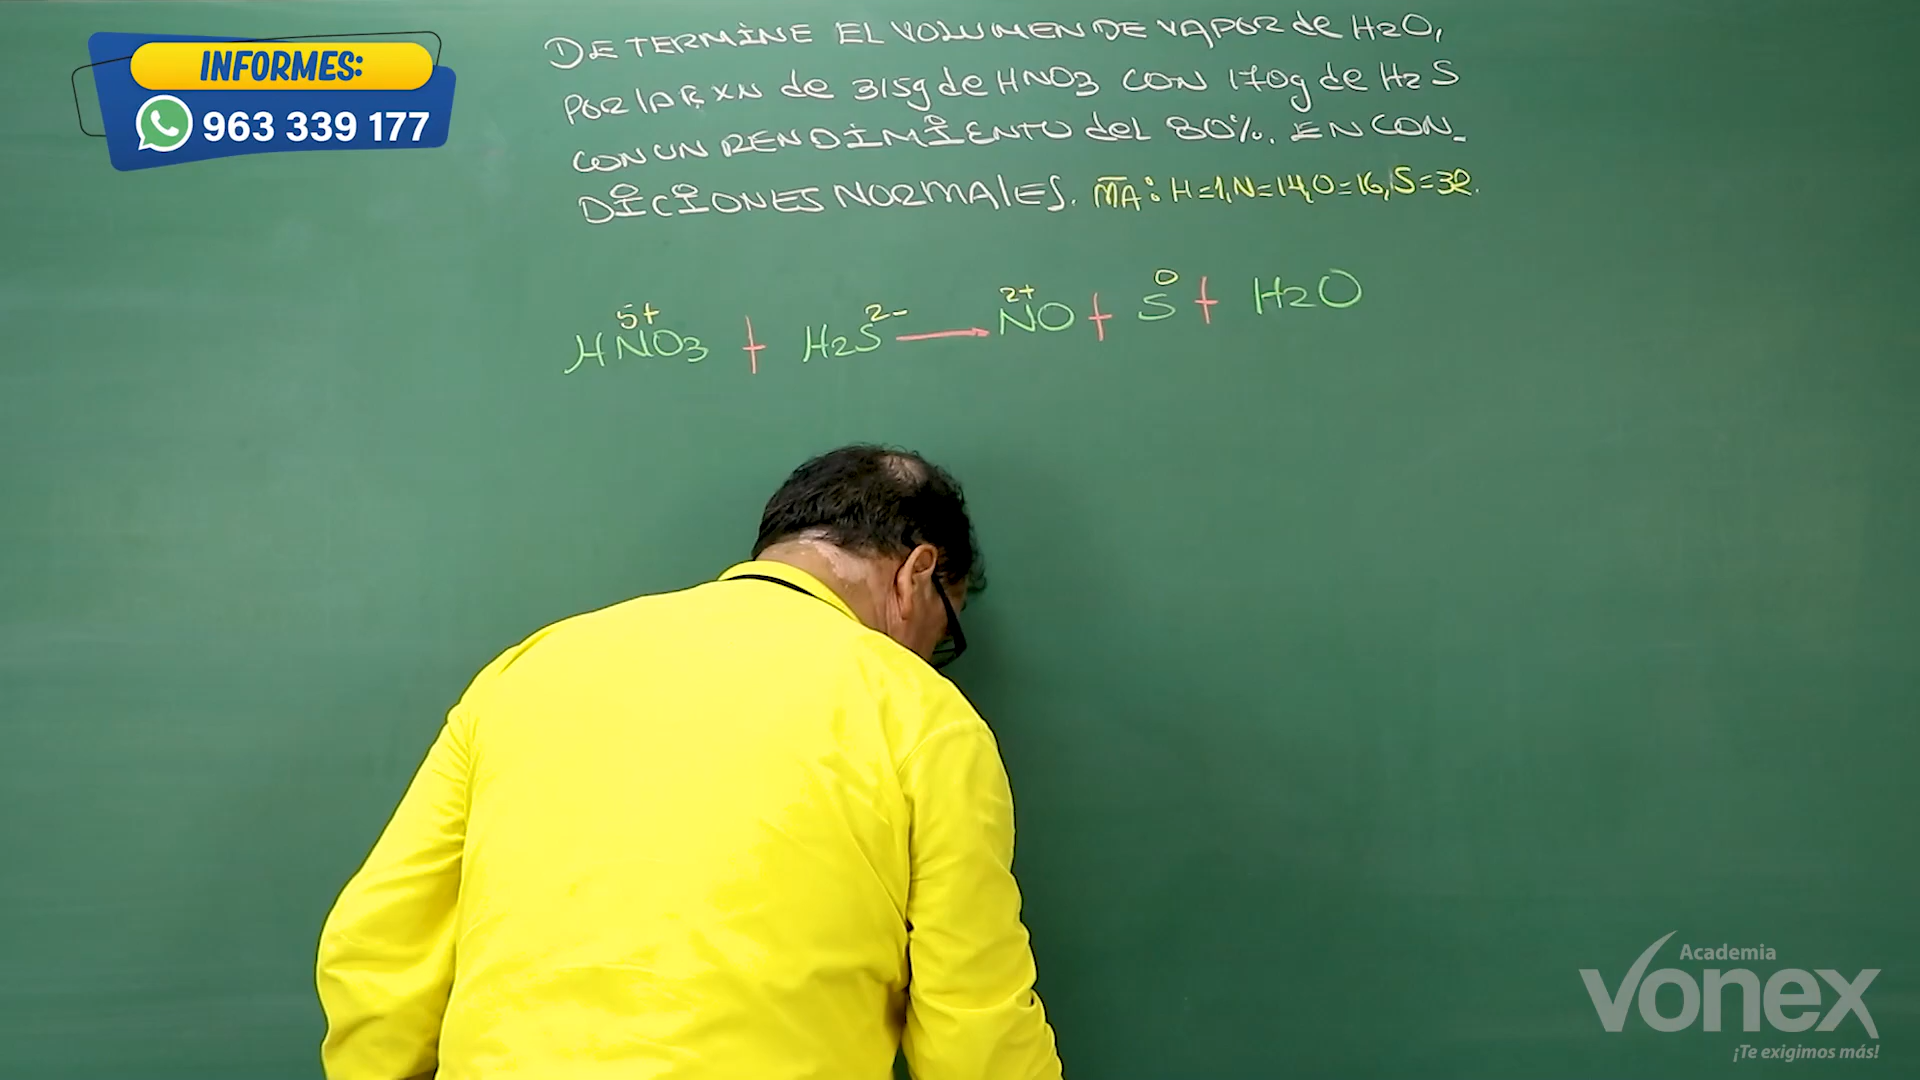 INFORMES:
963 339 177
DETERMINE EL VOLUMEN DE VAPOR de H2O,
POR LA RXN de 315g de HNO3 CON 170g de H2S
CON UN RENDIMIENTO del 80%. EN CON_
DICIONES NORMALES. MA: H=1, N=14, O=16, S=32.
5+ 2- 2+ 0
HNO3 + H2S → NO + S + H2O
Academia
vonex
¡Te exigimos más!